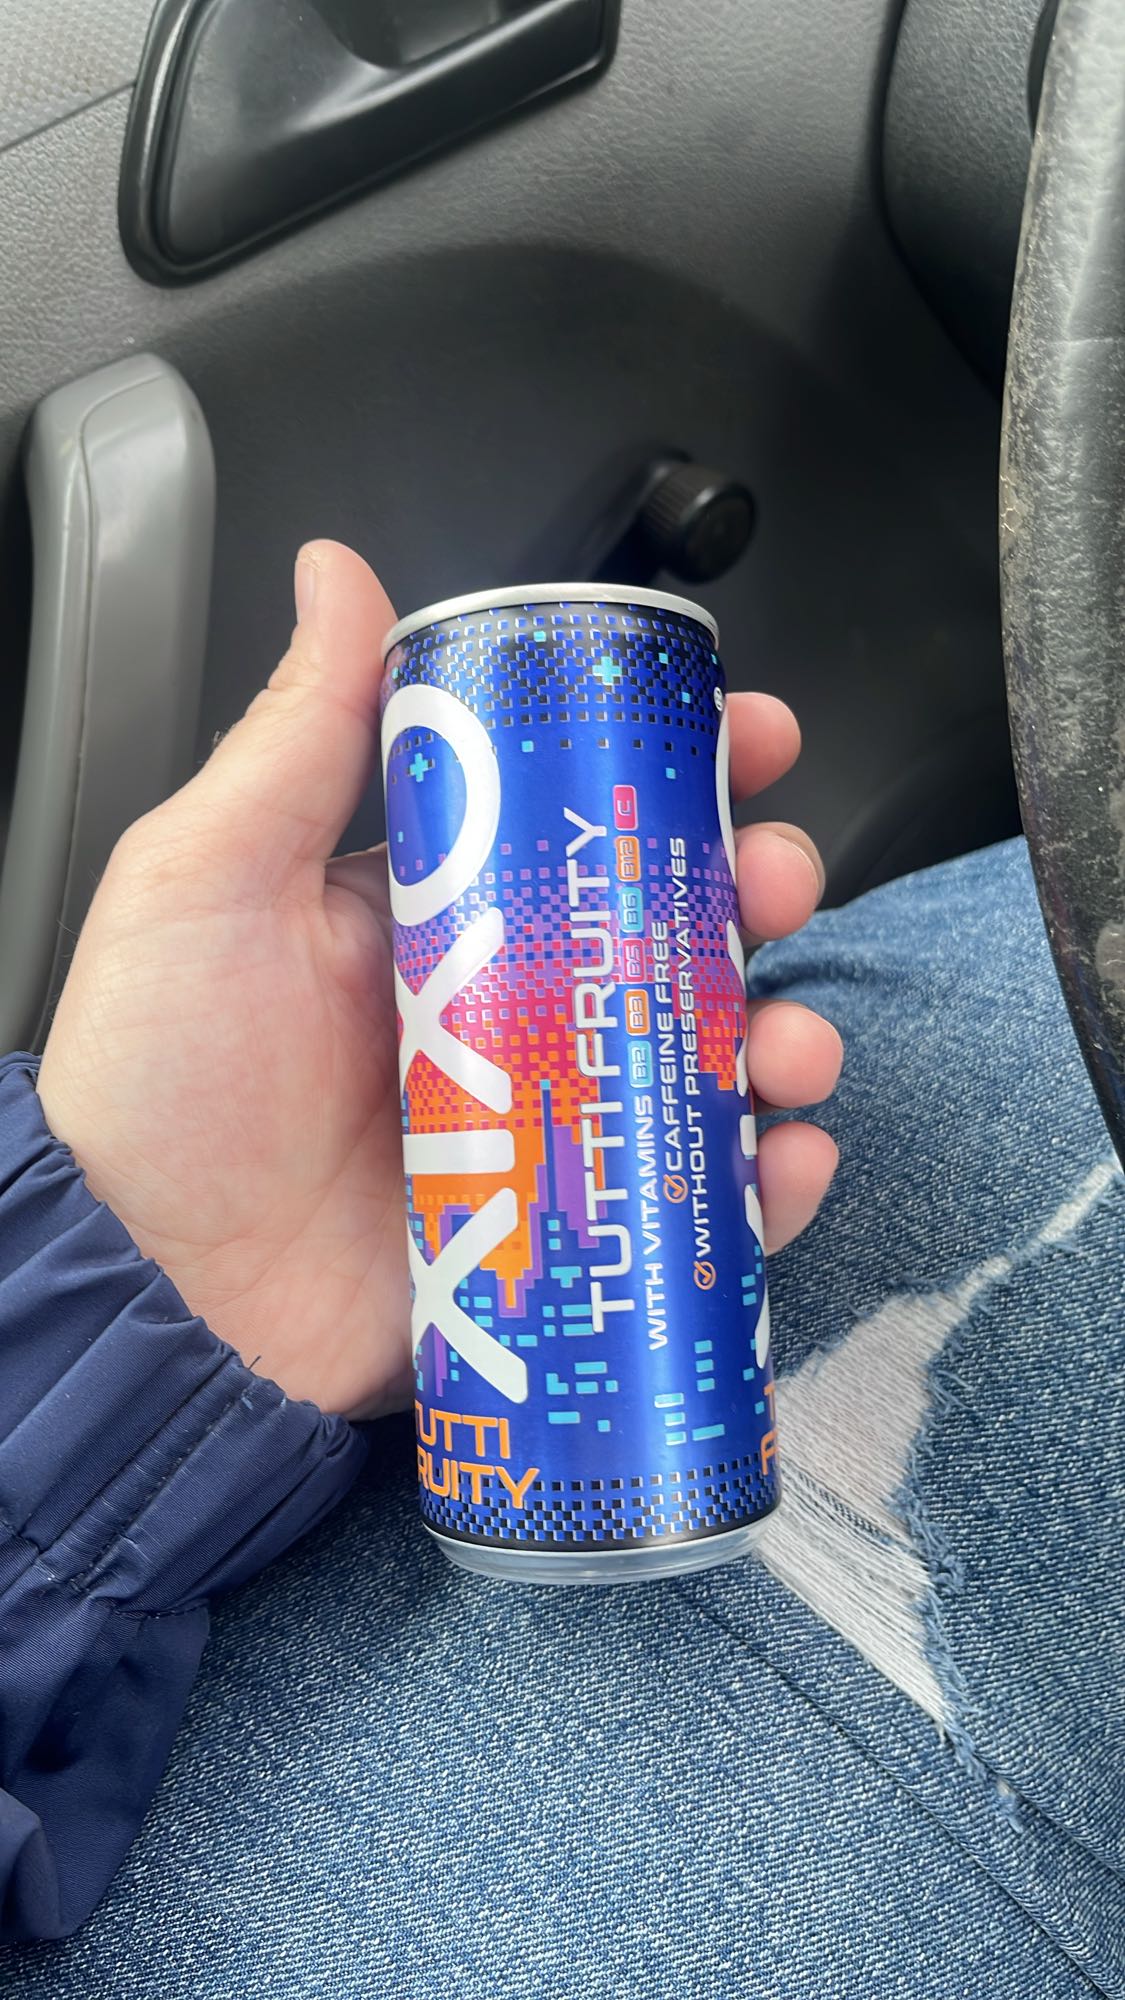 XIXO
TUTTI FRUITY
WITH VITAMINS B2 B3 B5 B6 B12 C
CAFFEINE FREE
WITHOUT PRESERVATIVES
TUTTI
FRUITY